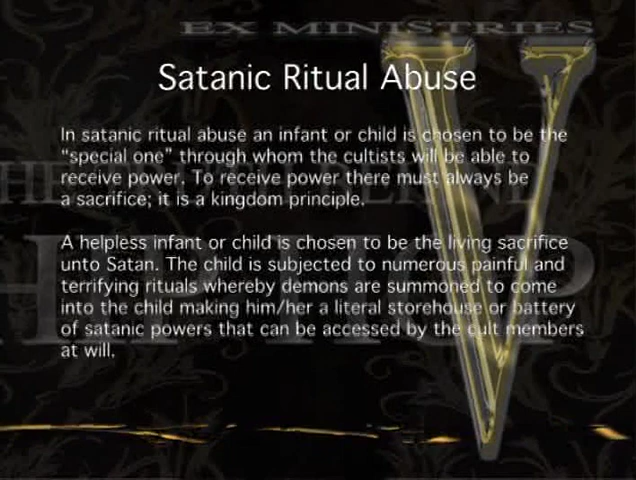 EX MINISTRIES
Satanic Ritual Abuse
In satanic ritual abuse an infant or child is chosen to be the
“special one” through whom the cultists will be able to
receive power. To receive power there must always be
a sacrifice; it is a kingdom principle.
A helpless infant or child is chosen to be the living sacrifice
unto Satan. The child is subjected to numerous painful and
terrifying rituals whereby demons are summoned to come
into the child making him/her a literal storehouse or battery
of satanic powers that can be accessed by the cult members
at will.